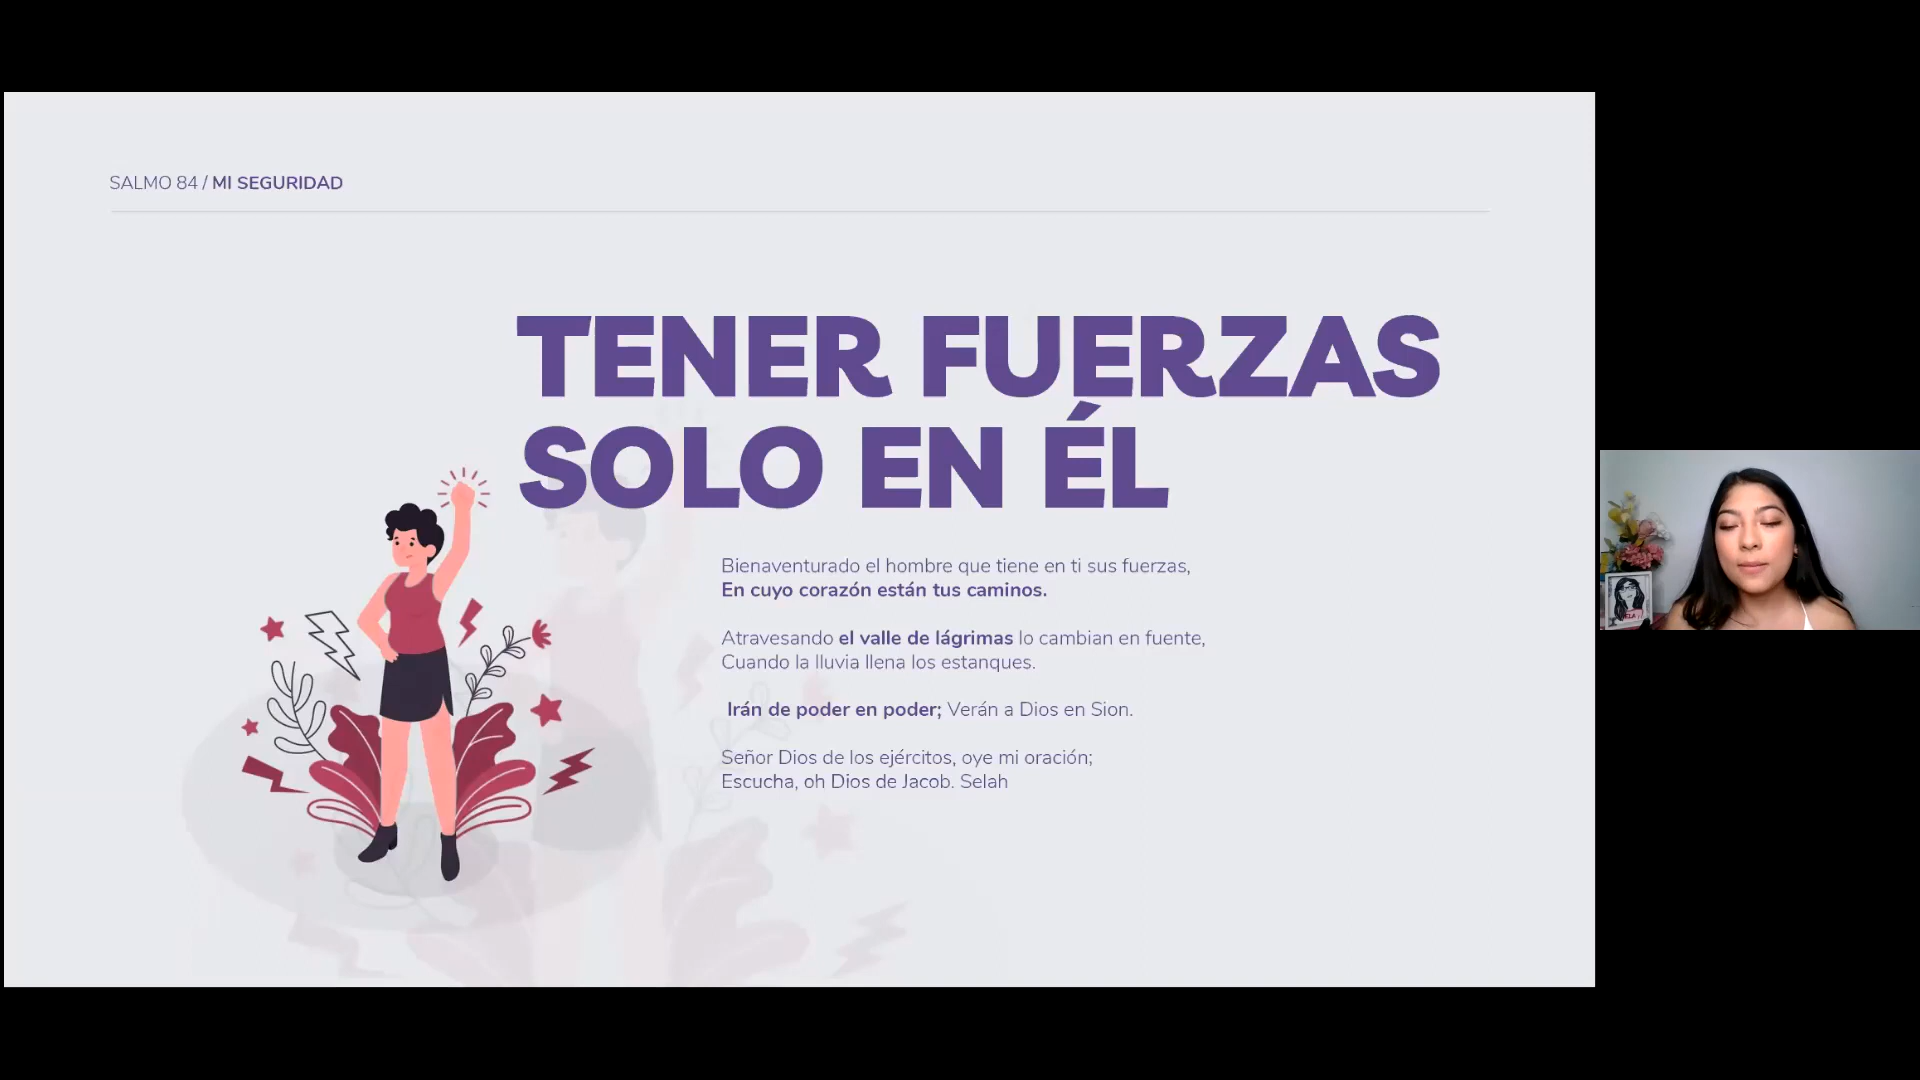 SALMO 84 / MI SEGURIDAD
TENER FUERZAS
SOLO EN ÉL
Bienaventurado el hombre que tiene en ti sus fuerzas,
En cuyo corazón están tus caminos.
Atravesando el valle de lágrimas lo cambian en fuente,
Cuando la lluvia llena los estanques.
Irán de poder en poder; Verán a Dios en Sion.
Señor Dios de los ejércitos, oye mi oración;
Escucha, oh Dios de Jacob. Selah